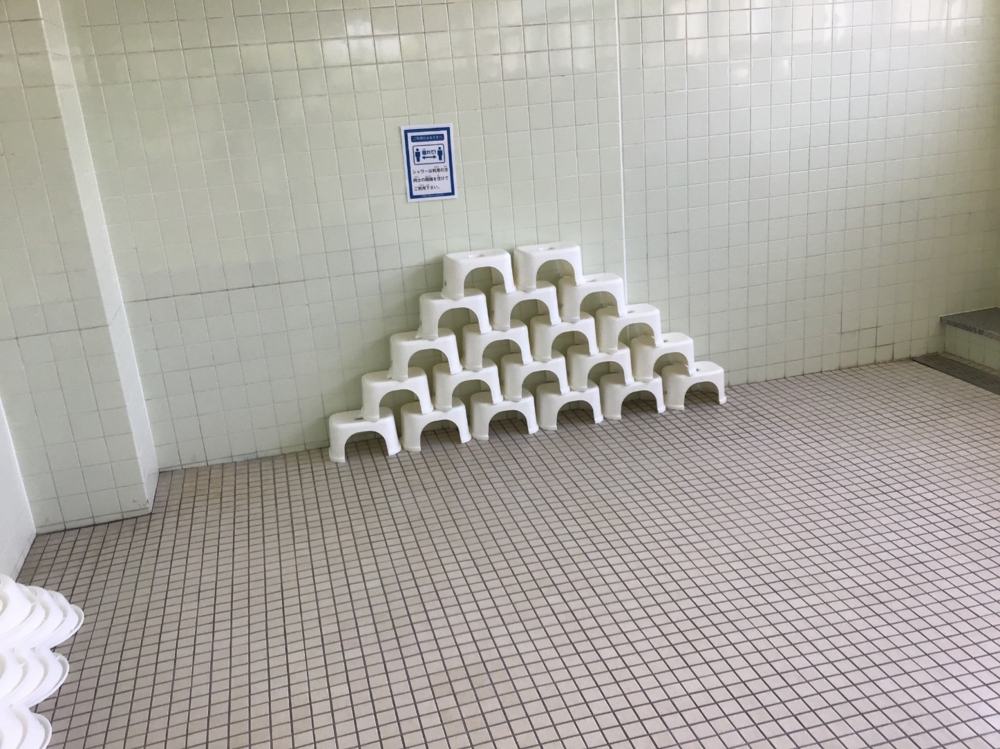 ご利用のみなさまへ
離れて!
シャワーは利用の方
同士の間隔を空けて
ご利用下さい。